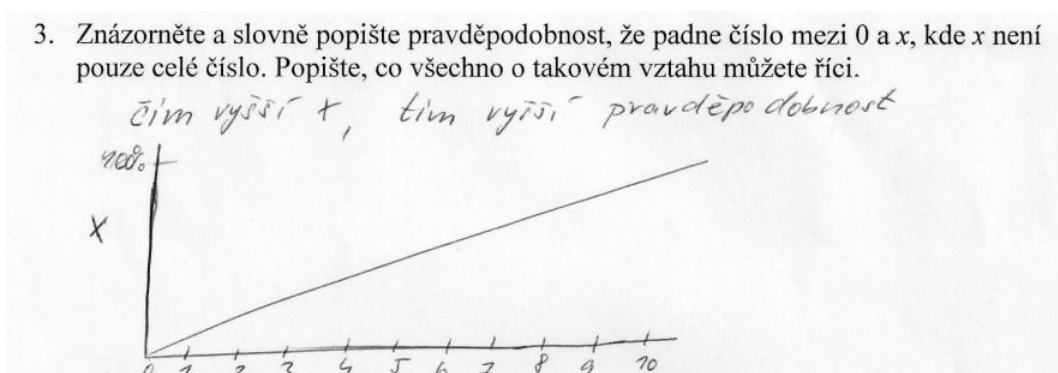 3. Znázorněte a slovně popište pravděpodobnost, že padne číslo mezi 0 a x, kde x není
pouze celé číslo. Popište, co všechno o takovém vztahu můžete říci.
čím vyšší x, tím vyšší pravděpodobnost
100%
X
0 1 2 3 4 5 6 7 8 9 10